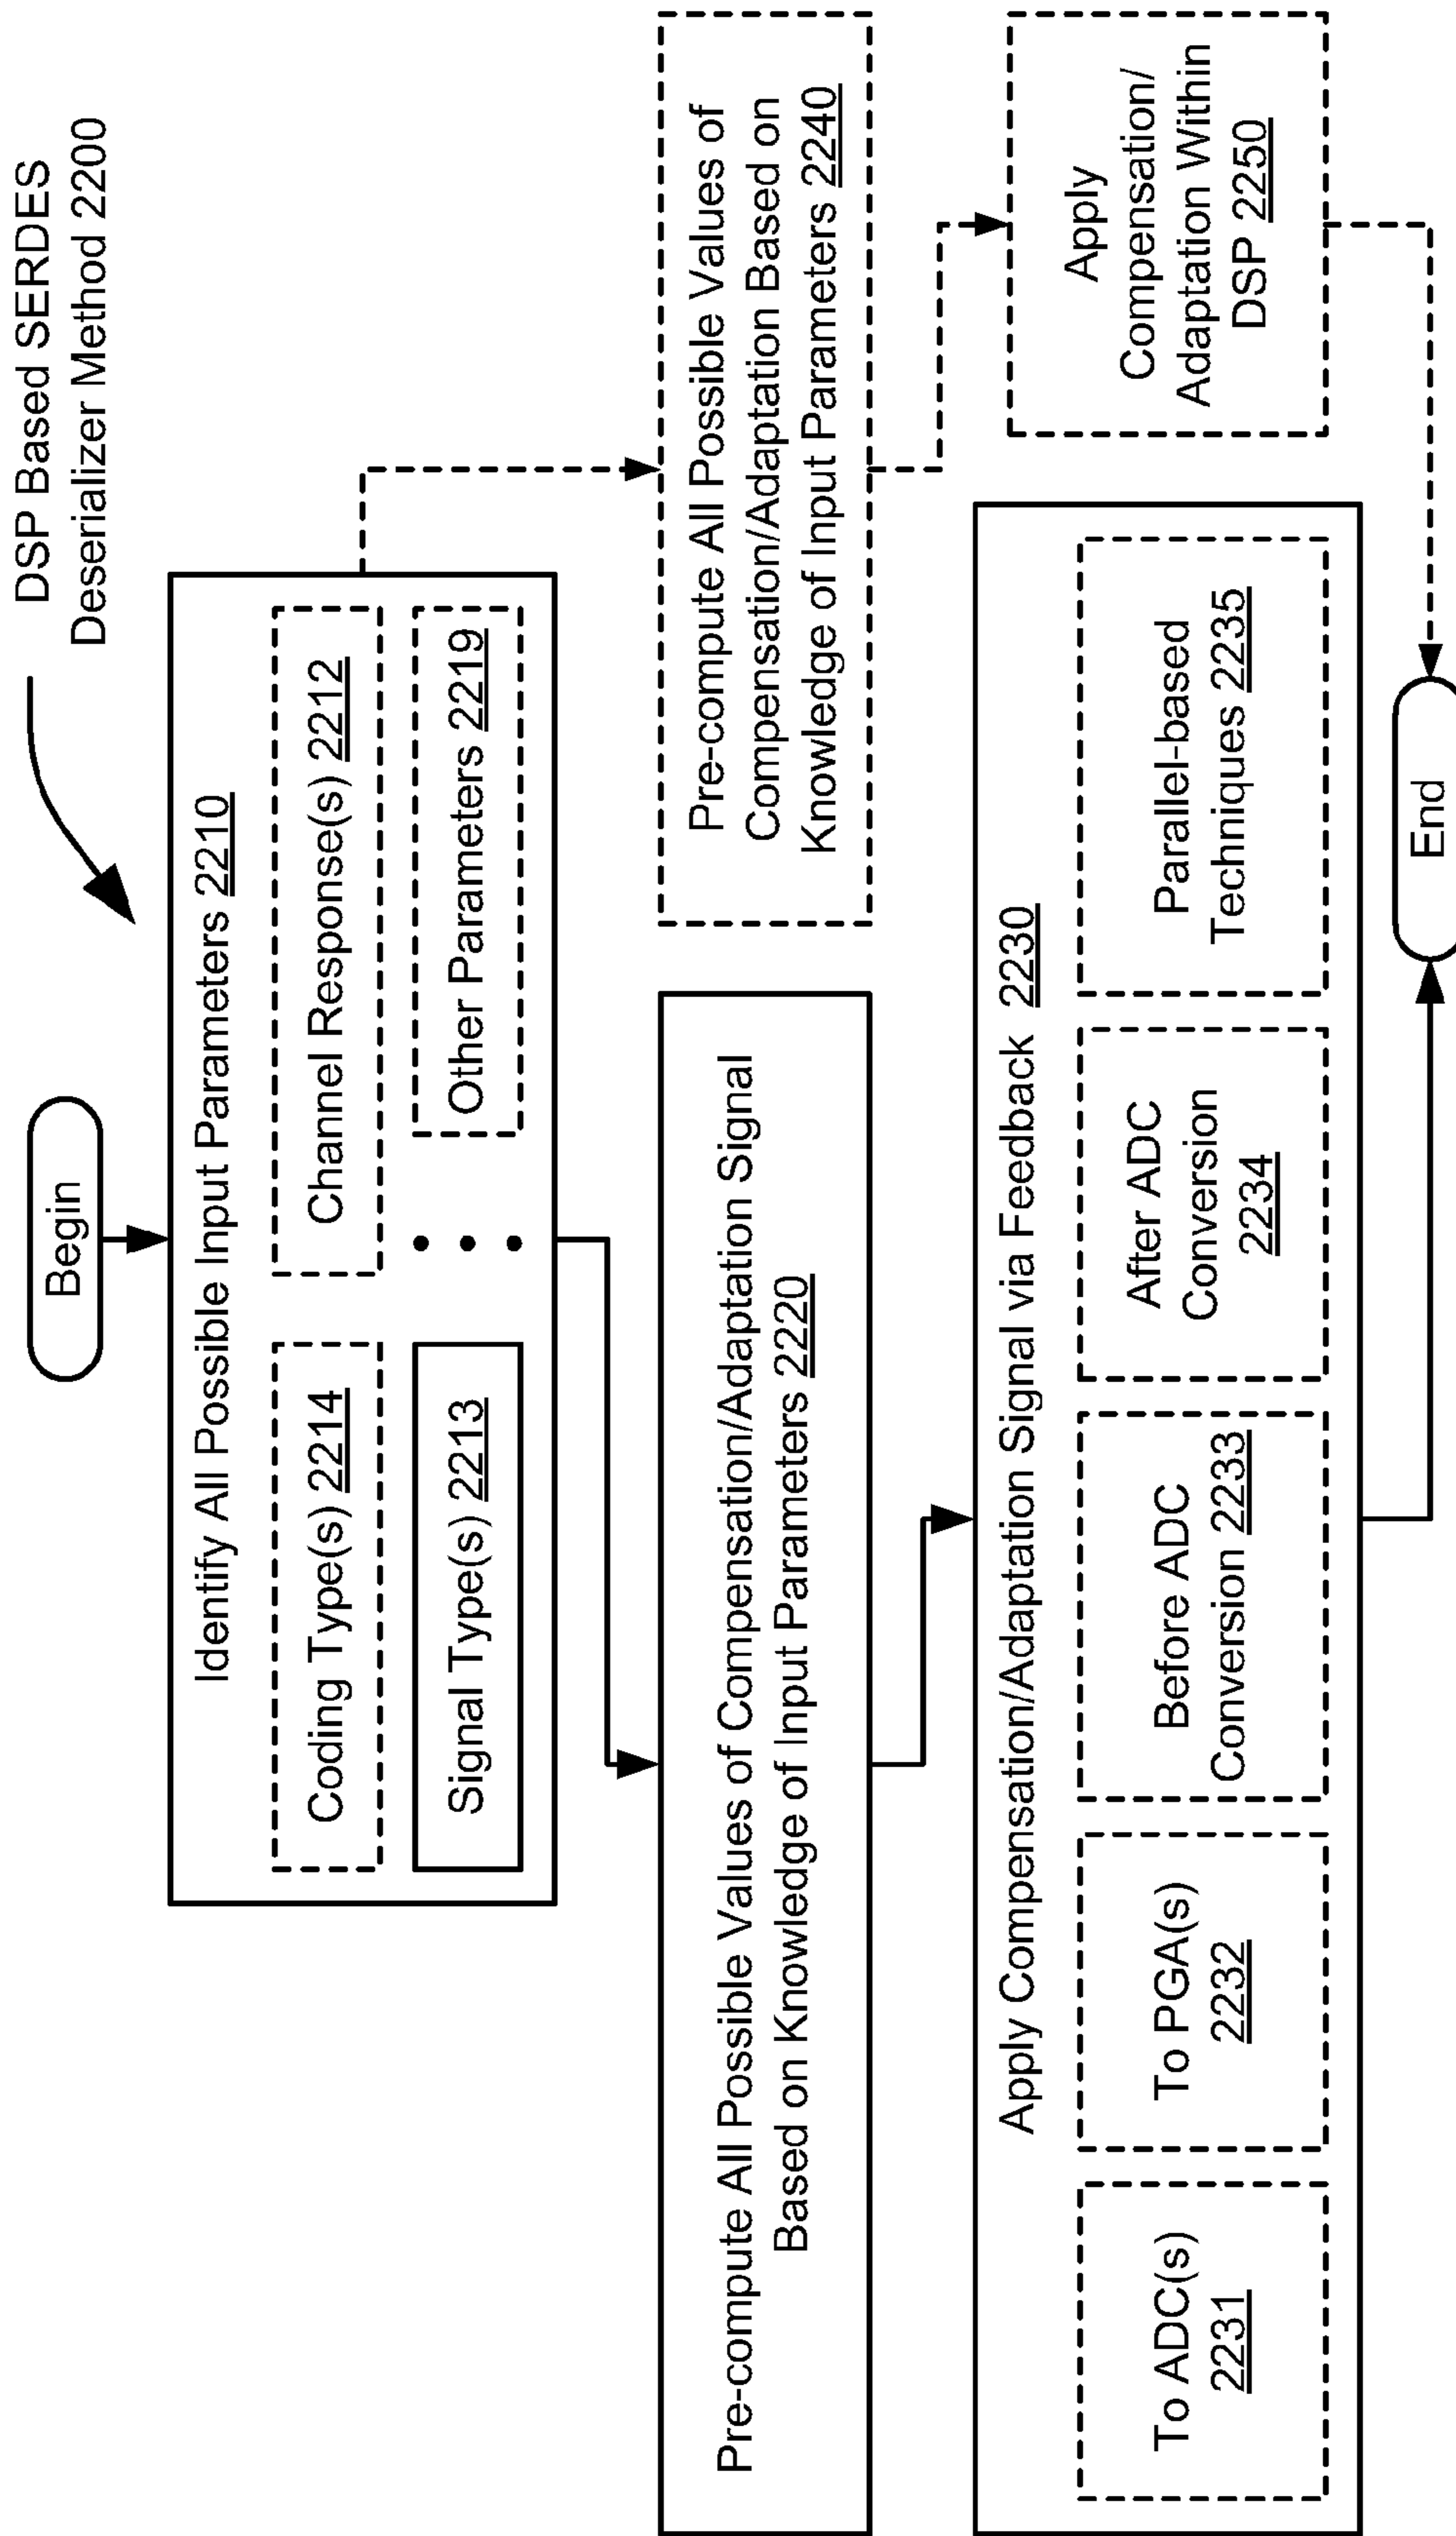 DSP Based SERDES
Deserializer Method 2200
Begin
Identify All Possible Input Parameters 2210
Coding Type(s) 2214
Channel Response(s) 2212
Signal Type(s) 2213
Other Parameters 2219
Pre-compute All Possible Values of Compensation/Adaptation Signal
Based on Knowledge of Input Parameters 2220
Pre-compute All Possible Values of
Compensation/Adaptation Based on
Knowledge of Input Parameters 2240
Apply Compensation/Adaptation Signal via Feedback 2230
To ADC(s)
2231
To PGA(s)
2232
Before ADC
Conversion 2233
After ADC
Conversion
2234
Parallel-based
Techniques 2235
Apply
Compensation/
Adaptation Within
DSP 2250
End